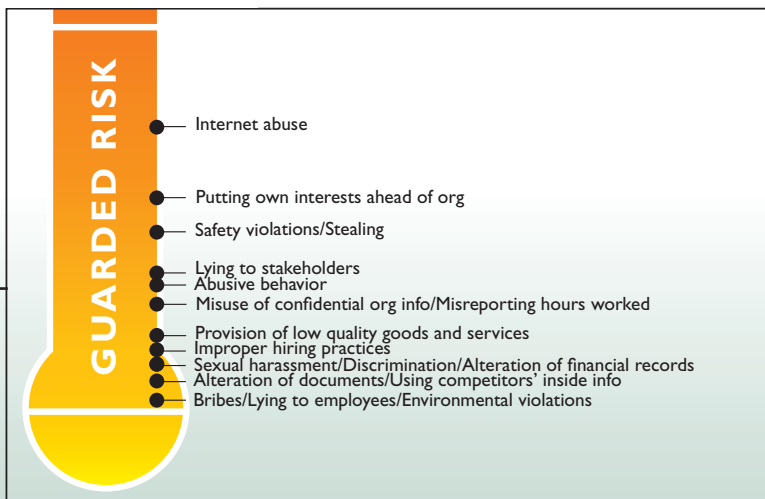 GUARDED RISK
Internet abuse
Putting own interests ahead of org
Safety violations/Stealing
Lying to stakeholders
Abusive behavior
Misuse of confidential org info/Misreporting hours worked
Provision of low quality goods and services
Improper hiring practices
Sexual harassment/Discrimination/Alteration of financial records
Alteration of documents/Using competitors’ inside info
Bribes/Lying to employees/Environmental violations